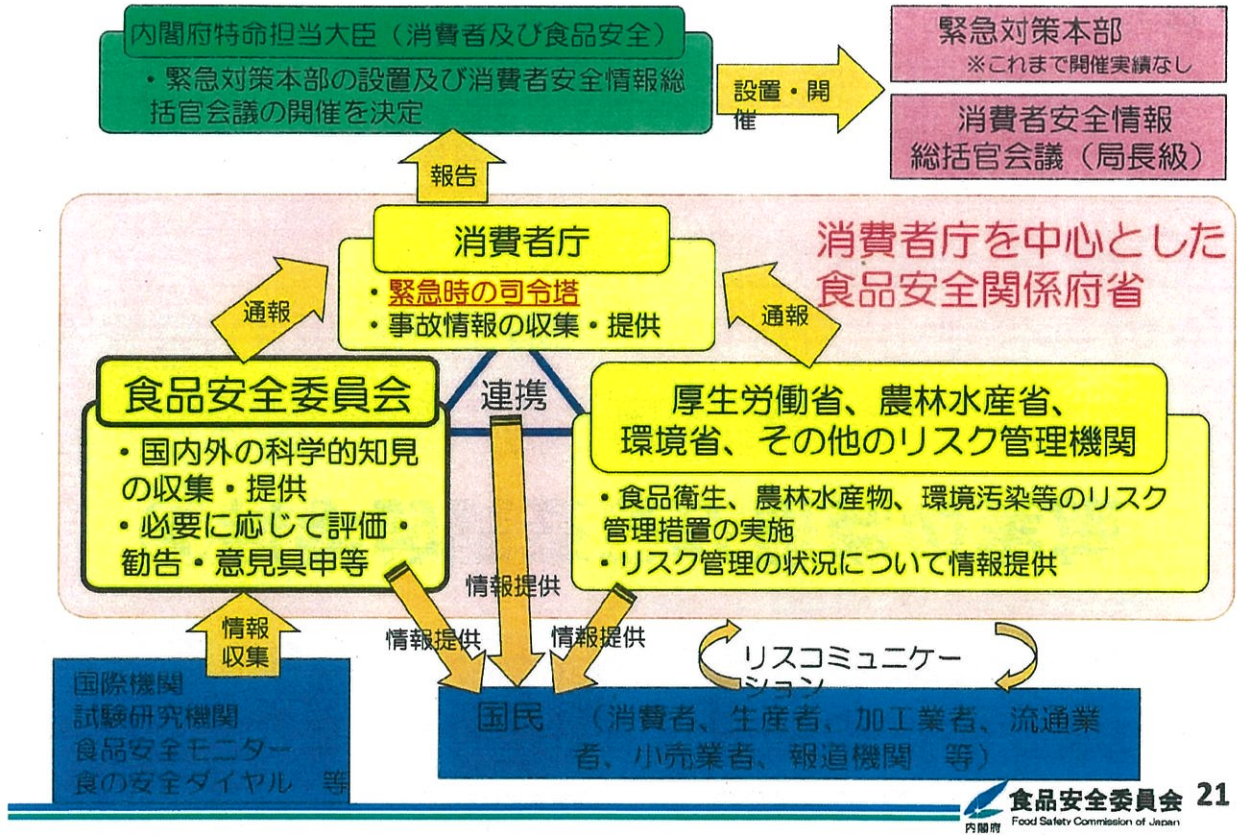 内閣府特命担当大臣（消費者及び食品安全）
・緊急対策本部の設置及び消費者安全情報総
括官会議の開催を決定
設置・開
催
緊急対策本部
※これまで開催実績なし
消費者安全情報
総括官会議（局長級）
報告
消費者庁を中心とした
食品安全関係府省
消費者庁
・緊急時の司令塔
・事故情報の収集・提供
通報
通報
連携
食品安全委員会
・国内外の科学的知見
の収集・提供
・必要に応じて評価・
勧告・意見具申等
厚生労働省、農林水産省、
環境省、その他のリスク管理機関
・食品衛生、農林水産物、環境汚染等のリスク
管理措置の実施
・リスク管理の状況について情報提供
情報提供
情報提供
情報提供
情報
収集
リスコミュニケー
ション
国際機関
試験研究機関
食品安全モニター
食の安全ダイヤル　等
国民　（消費者、生産者、加工業者、流通業
者、小売業者、報道機関　等）
内閣府
食品安全委員会
Food Safety Commission of Japan
21